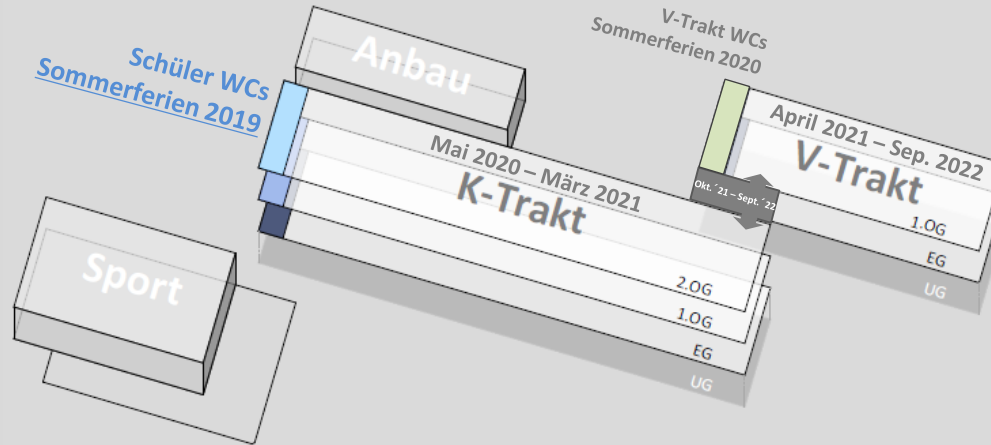 Anbau
V-Trakt WCs
Sommerferien 2020
Schüler WCs
Sommerferien 2019
April 2021 – Sep. 2022
V-Trakt
Mai 2020 – März 2021
K-Trakt
Okt. ´21 – Sept. ´22
1.OG
EG
UG
Sport
2.OG
1.OG
EG
UG